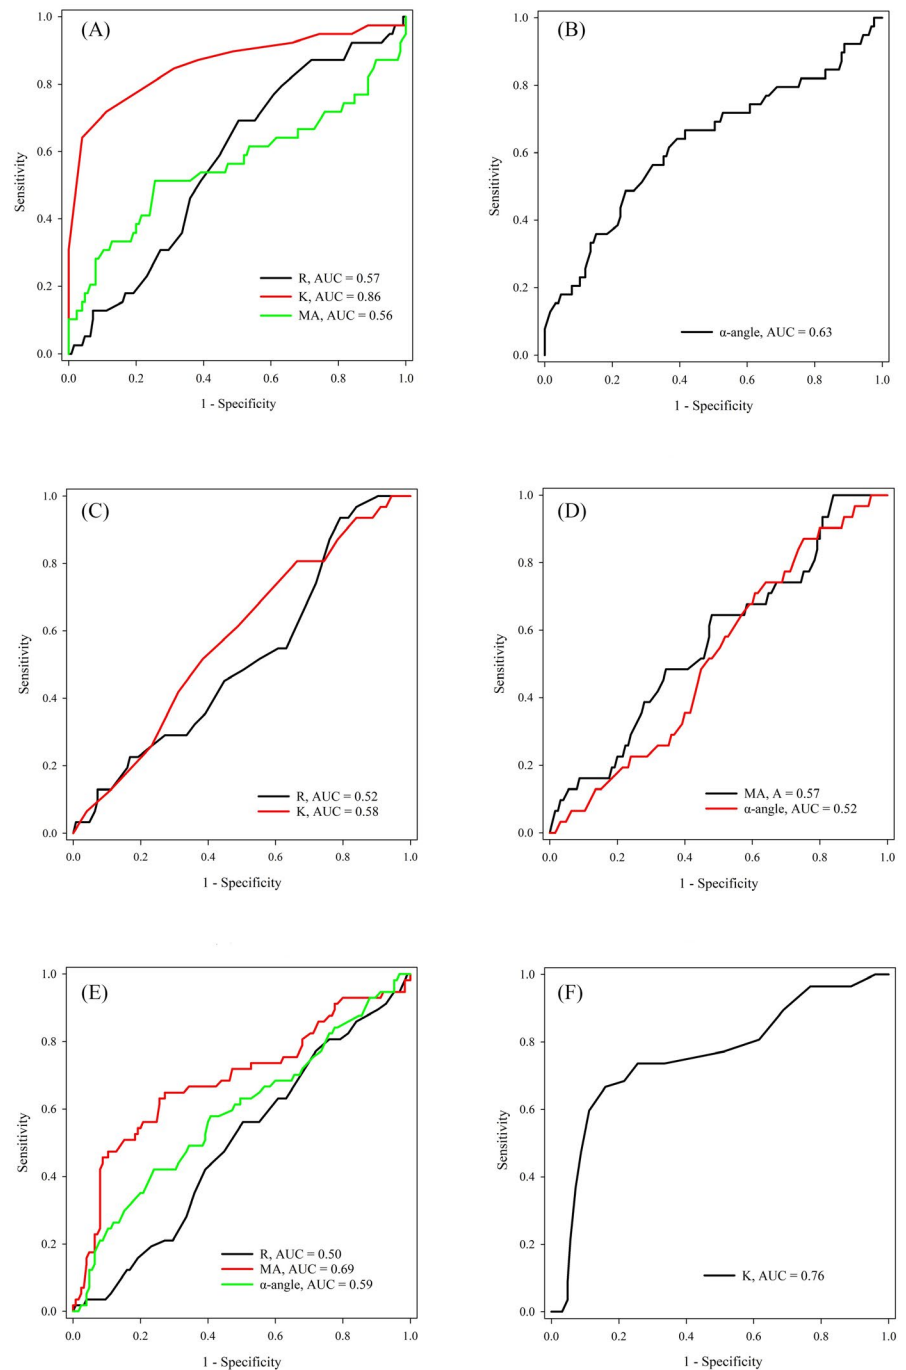 (A)
1.0
0.8
0.6
0.4
0.2
0.0
Sensitivity
R, AUC = 0.57
K, AUC = 0.86
MA, AUC = 0.56
0.0 0.2 0.4 0.6 0.8 1.0
1 - Specificity
(B)
1.0
0.8
0.6
0.4
0.2
0.0
Sensitivity
α-angle, AUC = 0.63
0.0 0.2 0.4 0.6 0.8 1.0
1 - Specificity
(C)
1.0
0.8
0.6
0.4
0.2
0.0
Sensitivity
R, AUC = 0.52
K, AUC = 0.58
0.0 0.2 0.4 0.6 0.8 1.0
1 - Specificity
(D)
1.0
0.8
0.6
0.4
0.2
0.0
Sensitivity
MA, A = 0.57
α-angle, AUC = 0.52
0.0 0.2 0.4 0.6 0.8 1.0
1 - Specificity
(E)
1.0
0.8
0.6
0.4
0.2
0.0
Sensitivity
R, AUC = 0.50
MA, AUC = 0.69
α-angle, AUC = 0.59
0.0 0.2 0.4 0.6 0.8 1.0
1 - Specificity
(F)
1.0
0.8
0.6
0.4
0.2
0.0
Sensitivity
K, AUC = 0.76
0.0 0.2 0.4 0.6 0.8 1.0
1 - Specificity